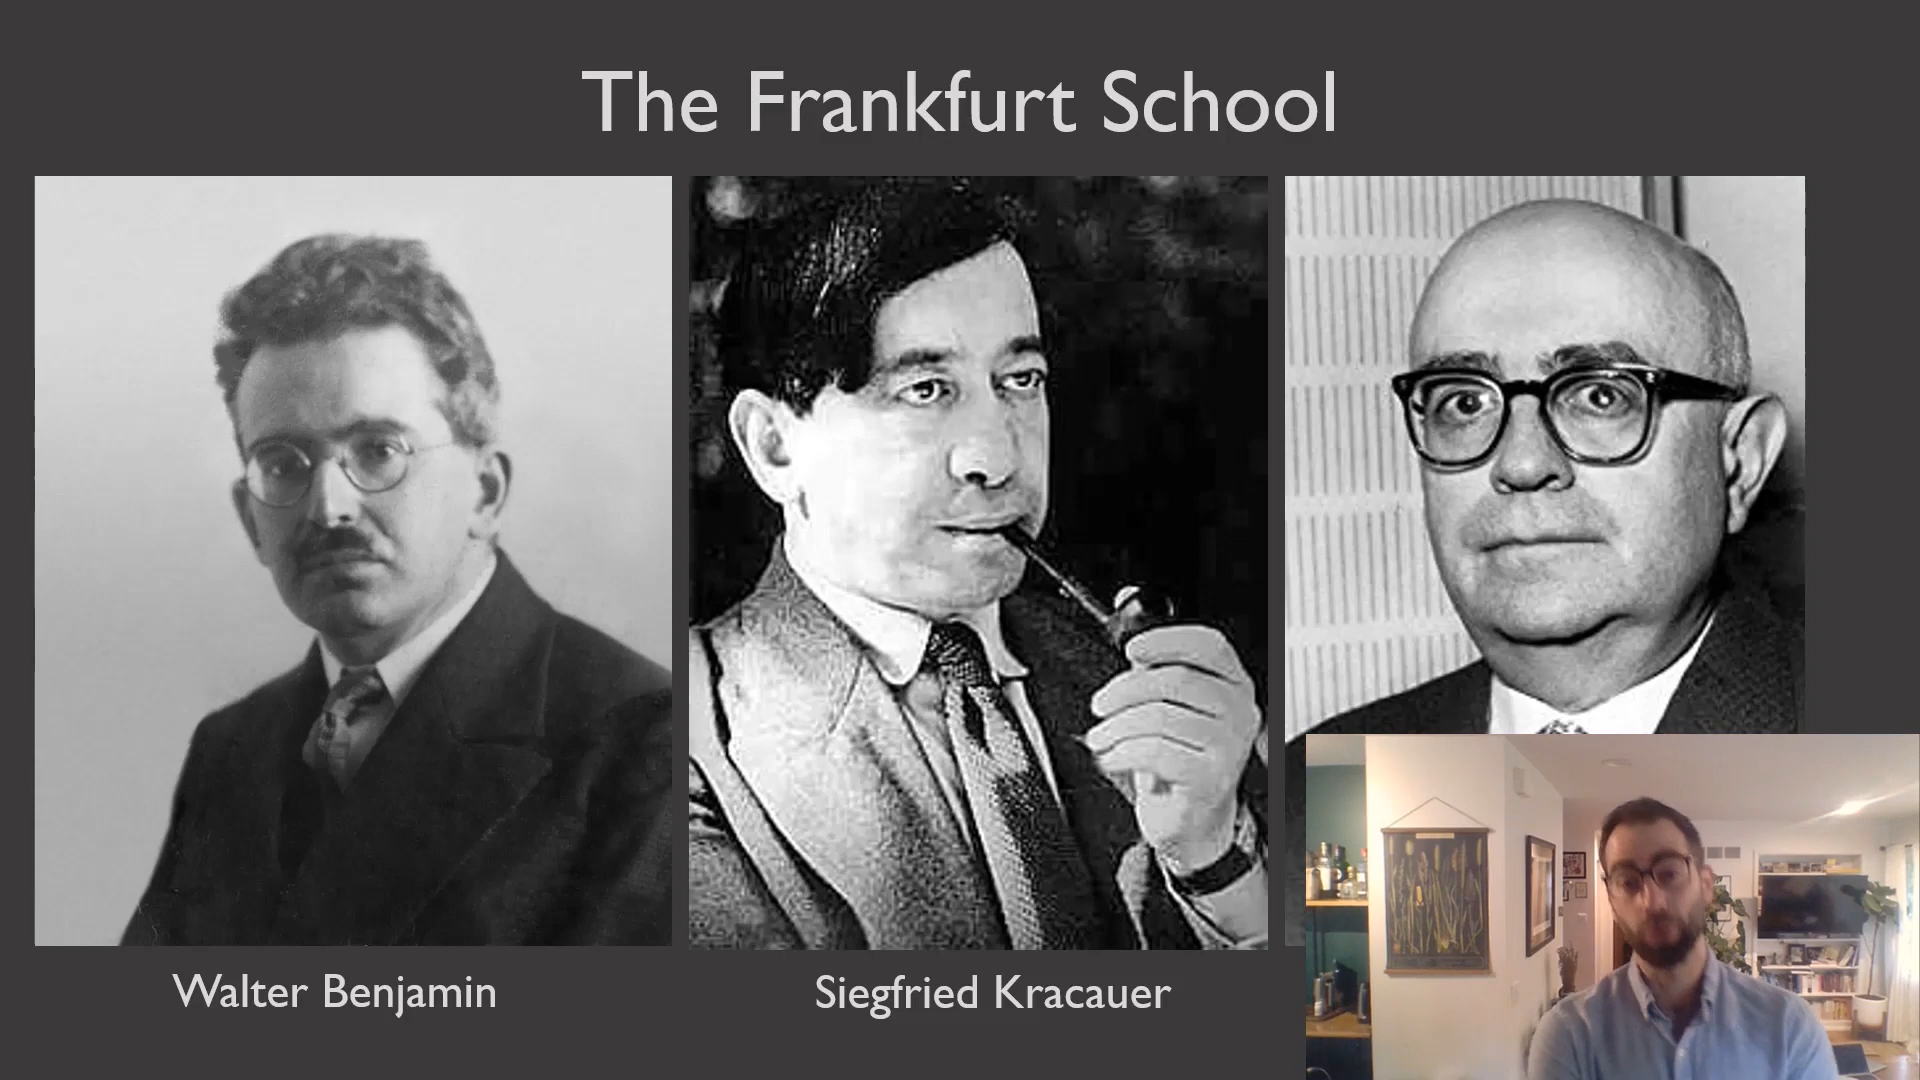 The Frankfurt School
Walter Benjamin
Siegfried Kracauer